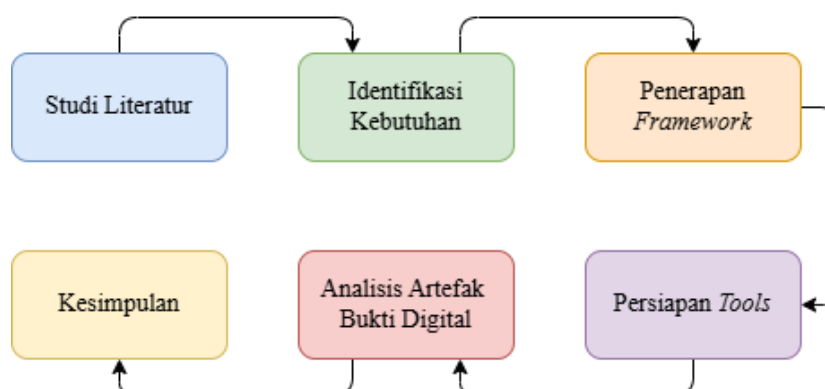 Studi Literatur
Identifikasi
Kebutuhan
Penerapan
Framework
Kesimpulan
Analisis Artefak
Bukti Digital
Persiapan Tools